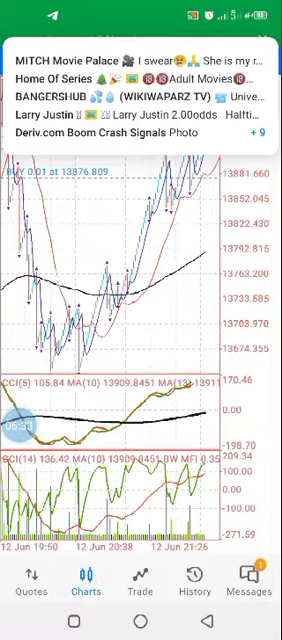 MITCH Movie Palace 🎥 I swear😢🙏 She is my r...
Home Of Series 🎄🎉 🖼 🔞🔞Adult Movies🔞...
BANGERSHUB 💦💧 (WIKIWAPARZ TV) Unive...
Larry Justin 🖼 Larry Justin 2.00odds Halfti...
Deriv.com Boom Crash Signals Photo
+ 9
BUY 0.01 at 13876.809
13881.660
13852.045
13822.430
13792.815
13763.200
13733.585
13703.970
13674.355
CCI(5) 105.84 MA(10) 13909.8451 MA(13) 13911
170.46
0.00
06:33
-198.70
CCI(14) 136.42 MA(10) 13909.8451 BW MFI 0.35
209.34
100.00
0.00
-100.00
-271.59
12 Jun 19:50
12 Jun 20:38
12 Jun 21:26
1
Quotes
Charts
Trade
History
Messages